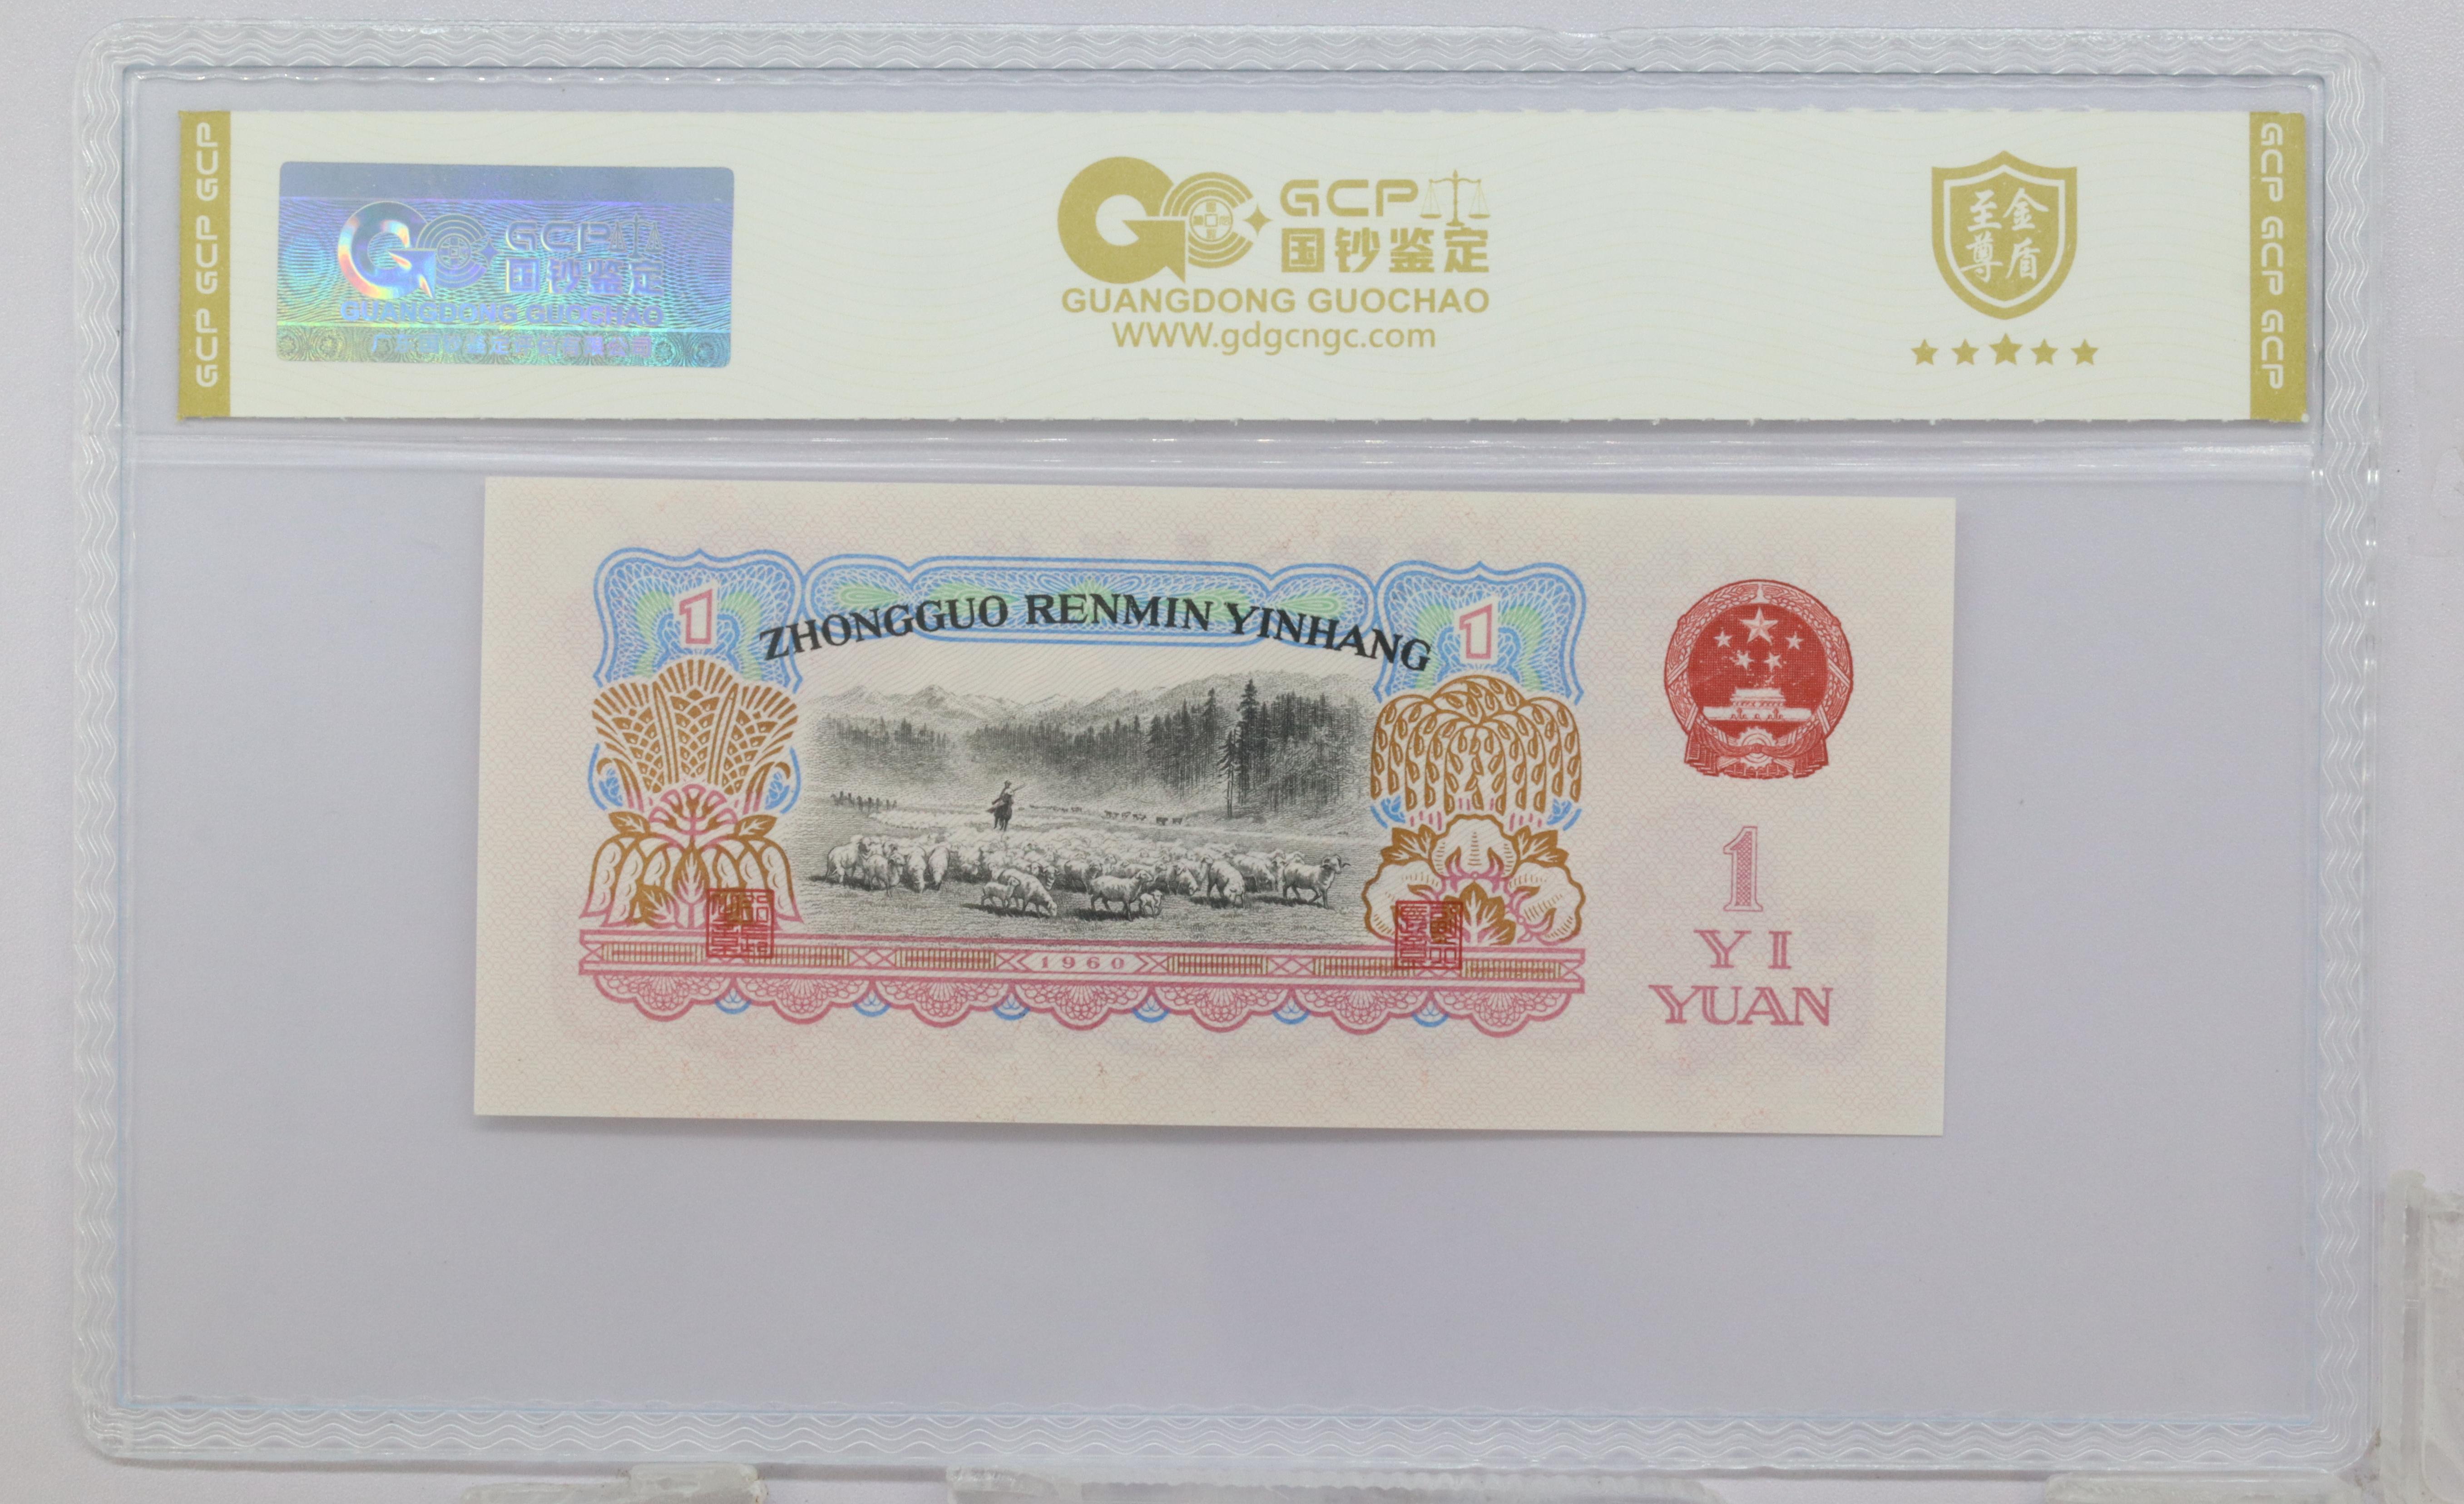 GCP GCP GCP
GCP
国钞鉴定
GUANGDONG GUOCHAO
GCP
国钞鉴定
GUANGDONG GUOCHAO
WWW.gdgcngc.com
至金
尊盾
GCP GCP GCP
1
ZHONGGUO RENMIN YINHANG
1
1960
1
YI
YUAN